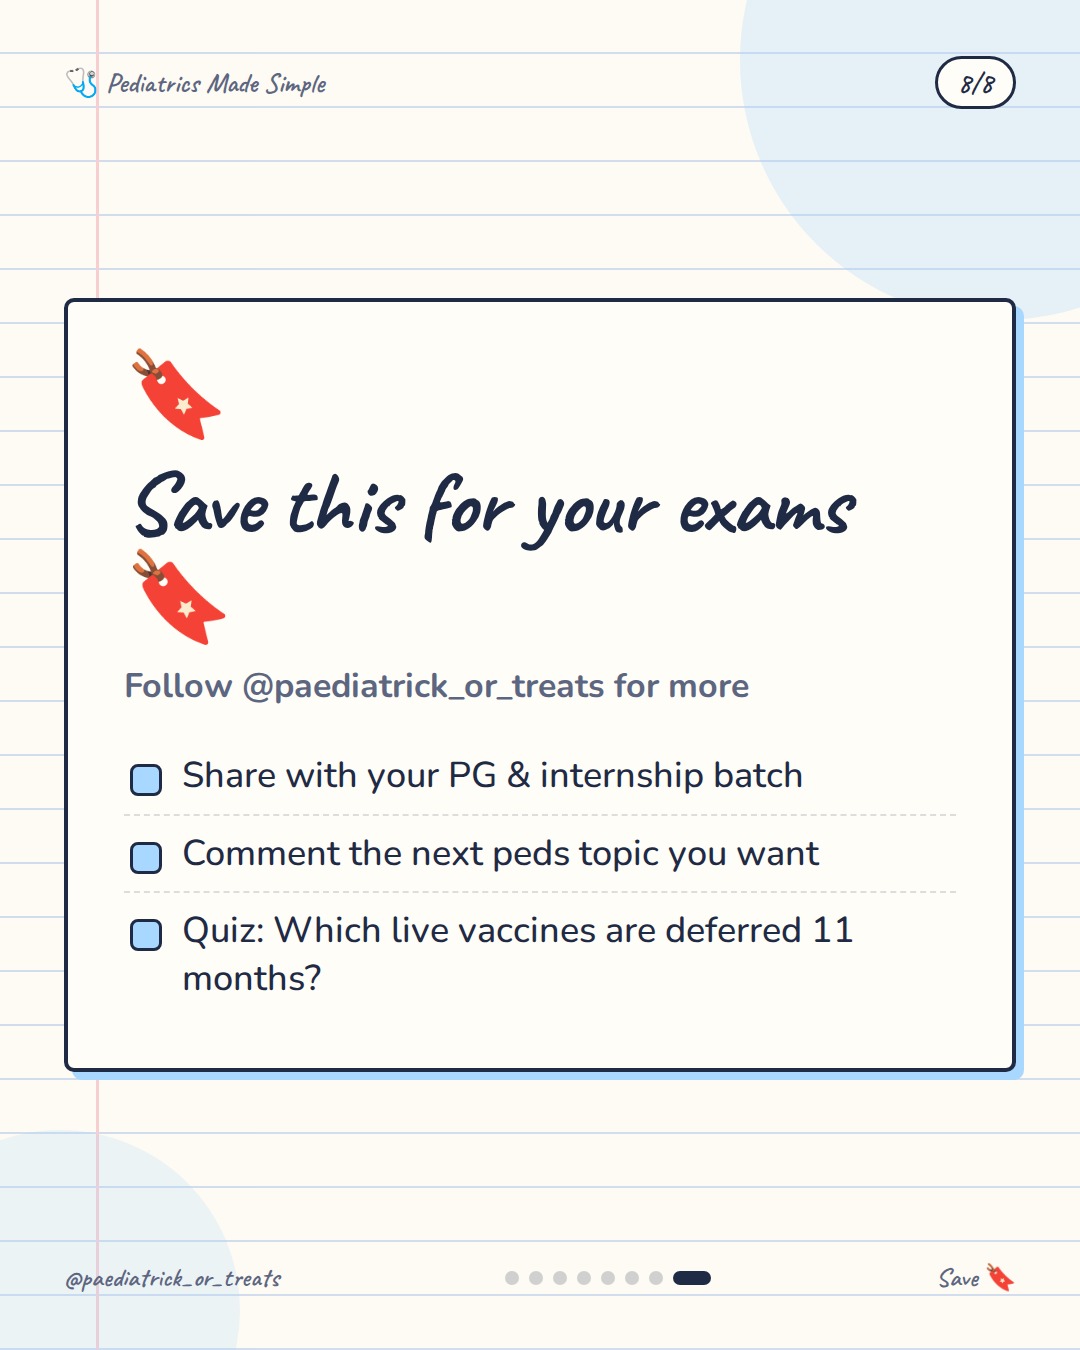 Pediatrics Made Simple
8/8
Save this for your exams
Follow @paediatrick_or_treats for more
Share with your PG & internship batch
Comment the next peds topic you want
Quiz: Which live vaccines are deferred 11
months?
@paediatrick_or_treats
Save